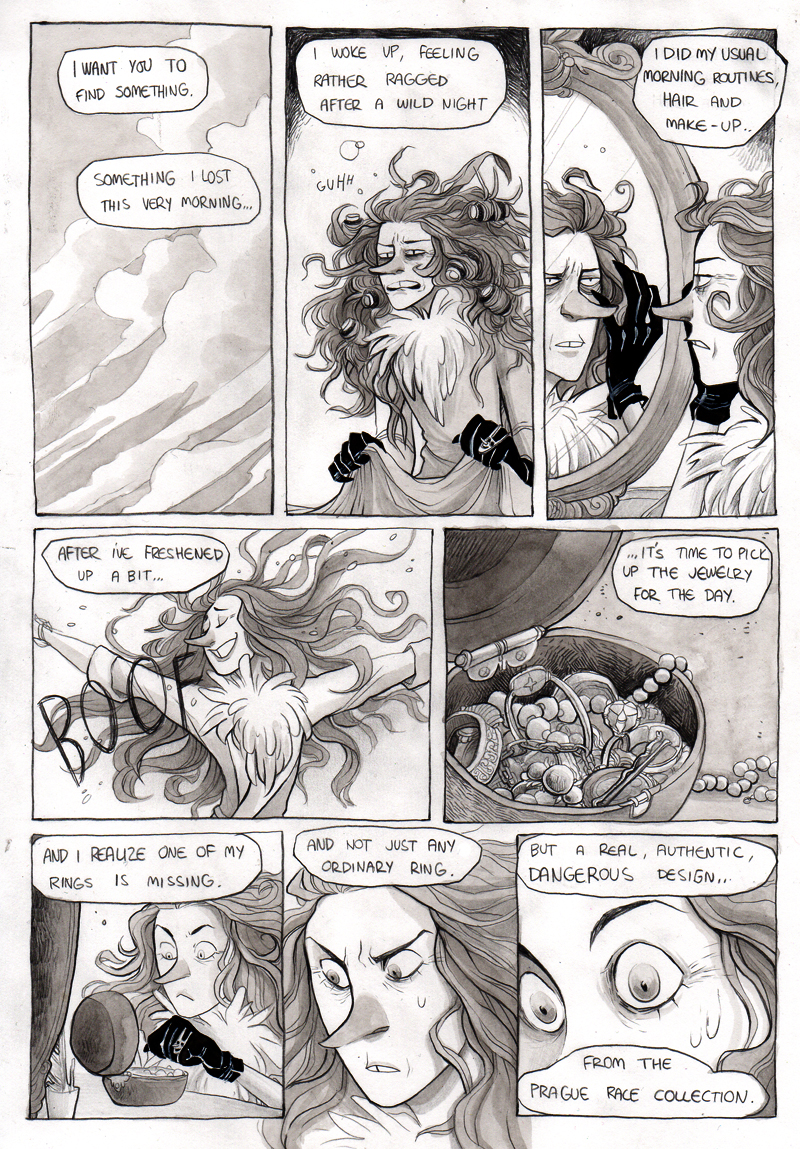 I WANT YOU TO
FIND SOMETHING.
SOMETHING I LOST
THIS VERY MORNING...
I WOKE UP, FEELING
RATHER RAGGED
AFTER A WILD NIGHT
GUHH
I DID MY USUAL
MORNING ROUTINES,
HAIR AND
MAKE-UP..
AFTER I'VE FRESHENED
UP A BIT...
BOOF
...IT'S TIME TO PICK
UP THE JEWELRY
FOR THE DAY.
AND I REALIZE ONE OF MY
RINGS IS MISSING.
AND NOT JUST ANY
ORDINARY RING.
BUT A REAL, AUTHENTIC,
DANGEROUS DESIGN...
FROM THE
PRAGUE RACE COLLECTION.